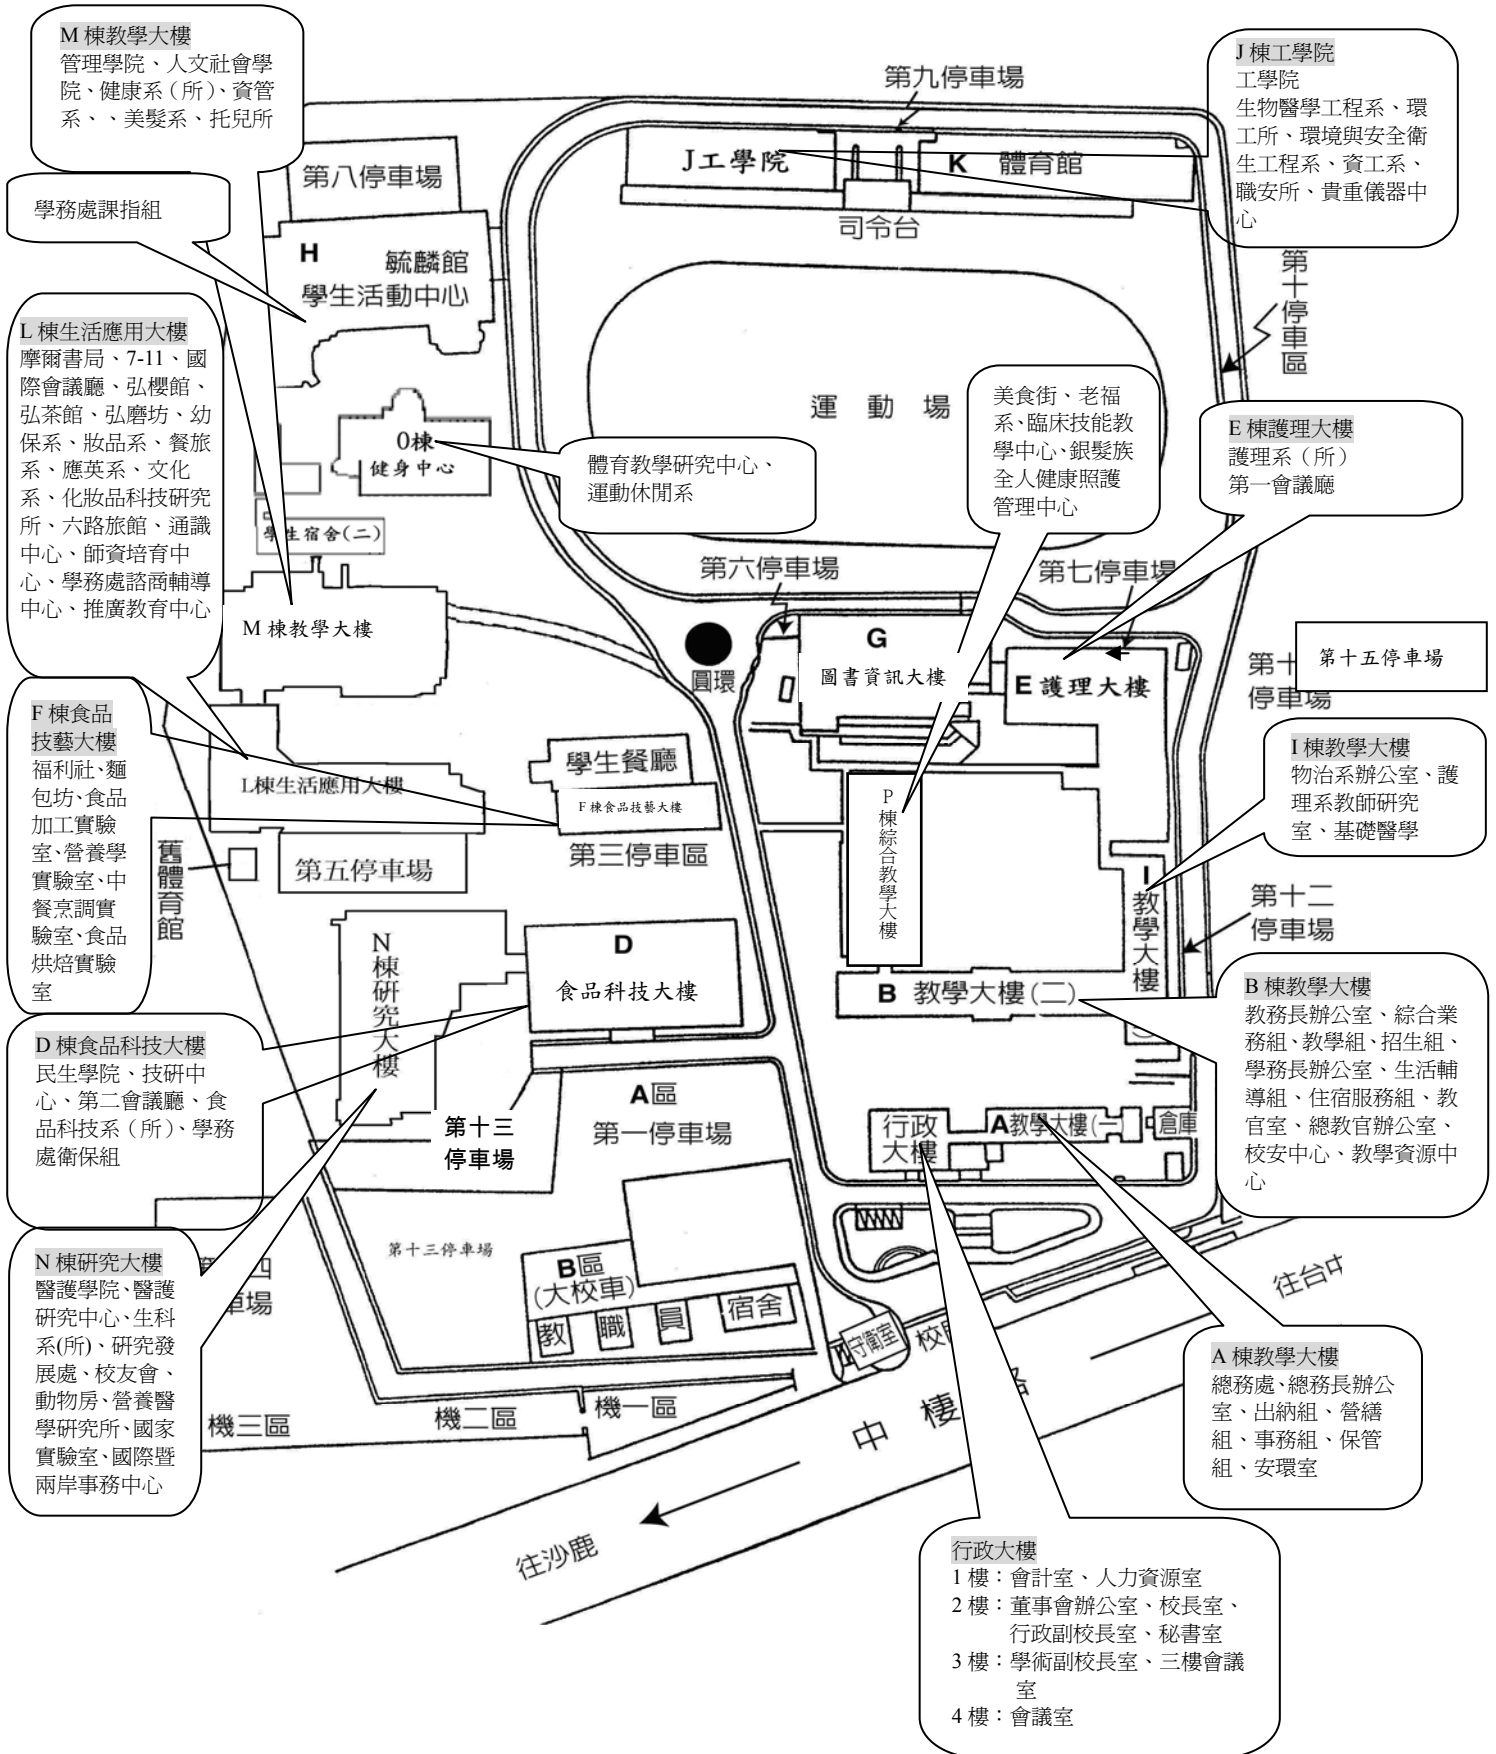 M 棟教學大樓
管理學院、人文社會學
院、健康系（所）、資管
系、、美髮系、托兒所
學務處課指組
L 棟生活應用大樓
摩爾書局、7-11、國
際會議廳、弘櫻館、
弘茶館、弘磨坊、幼
保系、妝品系、餐旅
系、應英系、文化
系、化妝品科技研究
所、六路旅館、通識
中心、師資培育中
心、學務處諮商輔導
中心、推廣教育中心
F 棟食品
技藝大樓
福利社、麵
包坊、食品
加工實驗
室、營養學
實驗室、中
餐烹調實
驗室、食品
烘焙實驗
室
D 棟食品科技大樓
民生學院、技研中
心、第二會議廳、食
品科技系（所）、學務
處衛保組
N 棟研究大樓
醫護學院、醫護
研究中心、生科
系(所)、研究發
展處、校友會、
動物房、營養醫
學研究所、國家
實驗室、國際暨
兩岸事務中心
第八停車場
H
毓麟館
學生活動中心
O棟
健身中心
體育教學研究中心、
運動休閒系
學生宿舍(二)
M 棟教學大樓
L棟生活應用大樓
第五停車場
舊體育館
學生餐廳
F 棟食品技藝大樓
第三停車區
N棟研究大樓
D
食品科技大樓
A區
第一停車場
第十三
停車場
第十三停車場
四
車場
B區
(大校車)
教 職 員 宿舍
機三區
機二區
機一區
第九停車場
J工學院
K 體育館
司令台
運 動 場
J 棟工學院
工學院
生物醫學工程系、環
工所、環境與安全衛
生工程系、資工系、
職安所、貴重儀器中
心
第十停車區
美食街、老福
系、臨床技能教
學中心、銀髮族
全人健康照護
管理中心
E 棟護理大樓
護理系（所）
第一會議廳
第六停車場
第七停車場
圓環
G
圖書資訊大樓
E 護理大樓
第十
停車場
第十五停車場
I 棟教學大樓
物治系辦公室、護
理系教師研究
室、基礎醫學
P棟綜合教學大樓
I教學大樓
第十二
停車場
B 教學大樓(二)
B 棟教學大樓
教務長辦公室、綜合業
務組、教學組、招生組、
學務長辦公室、生活輔
導組、住宿服務組、教
官室、總教官辦公室、
校安中心、教學資源中
心
行政
大樓
A教學大樓(一)
倉庫
守衛室
校
往台中
中 棲
往沙鹿
A 棟教學大樓
總務處、總務長辦公
室、出納組、營繕
組、事務組、保管
組、安環室
行政大樓
1 樓：會計室、人力資源室
2 樓：董事會辦公室、校長室、
行政副校長室、秘書室
3 樓：學術副校長室、三樓會議
室
4 樓：會議室